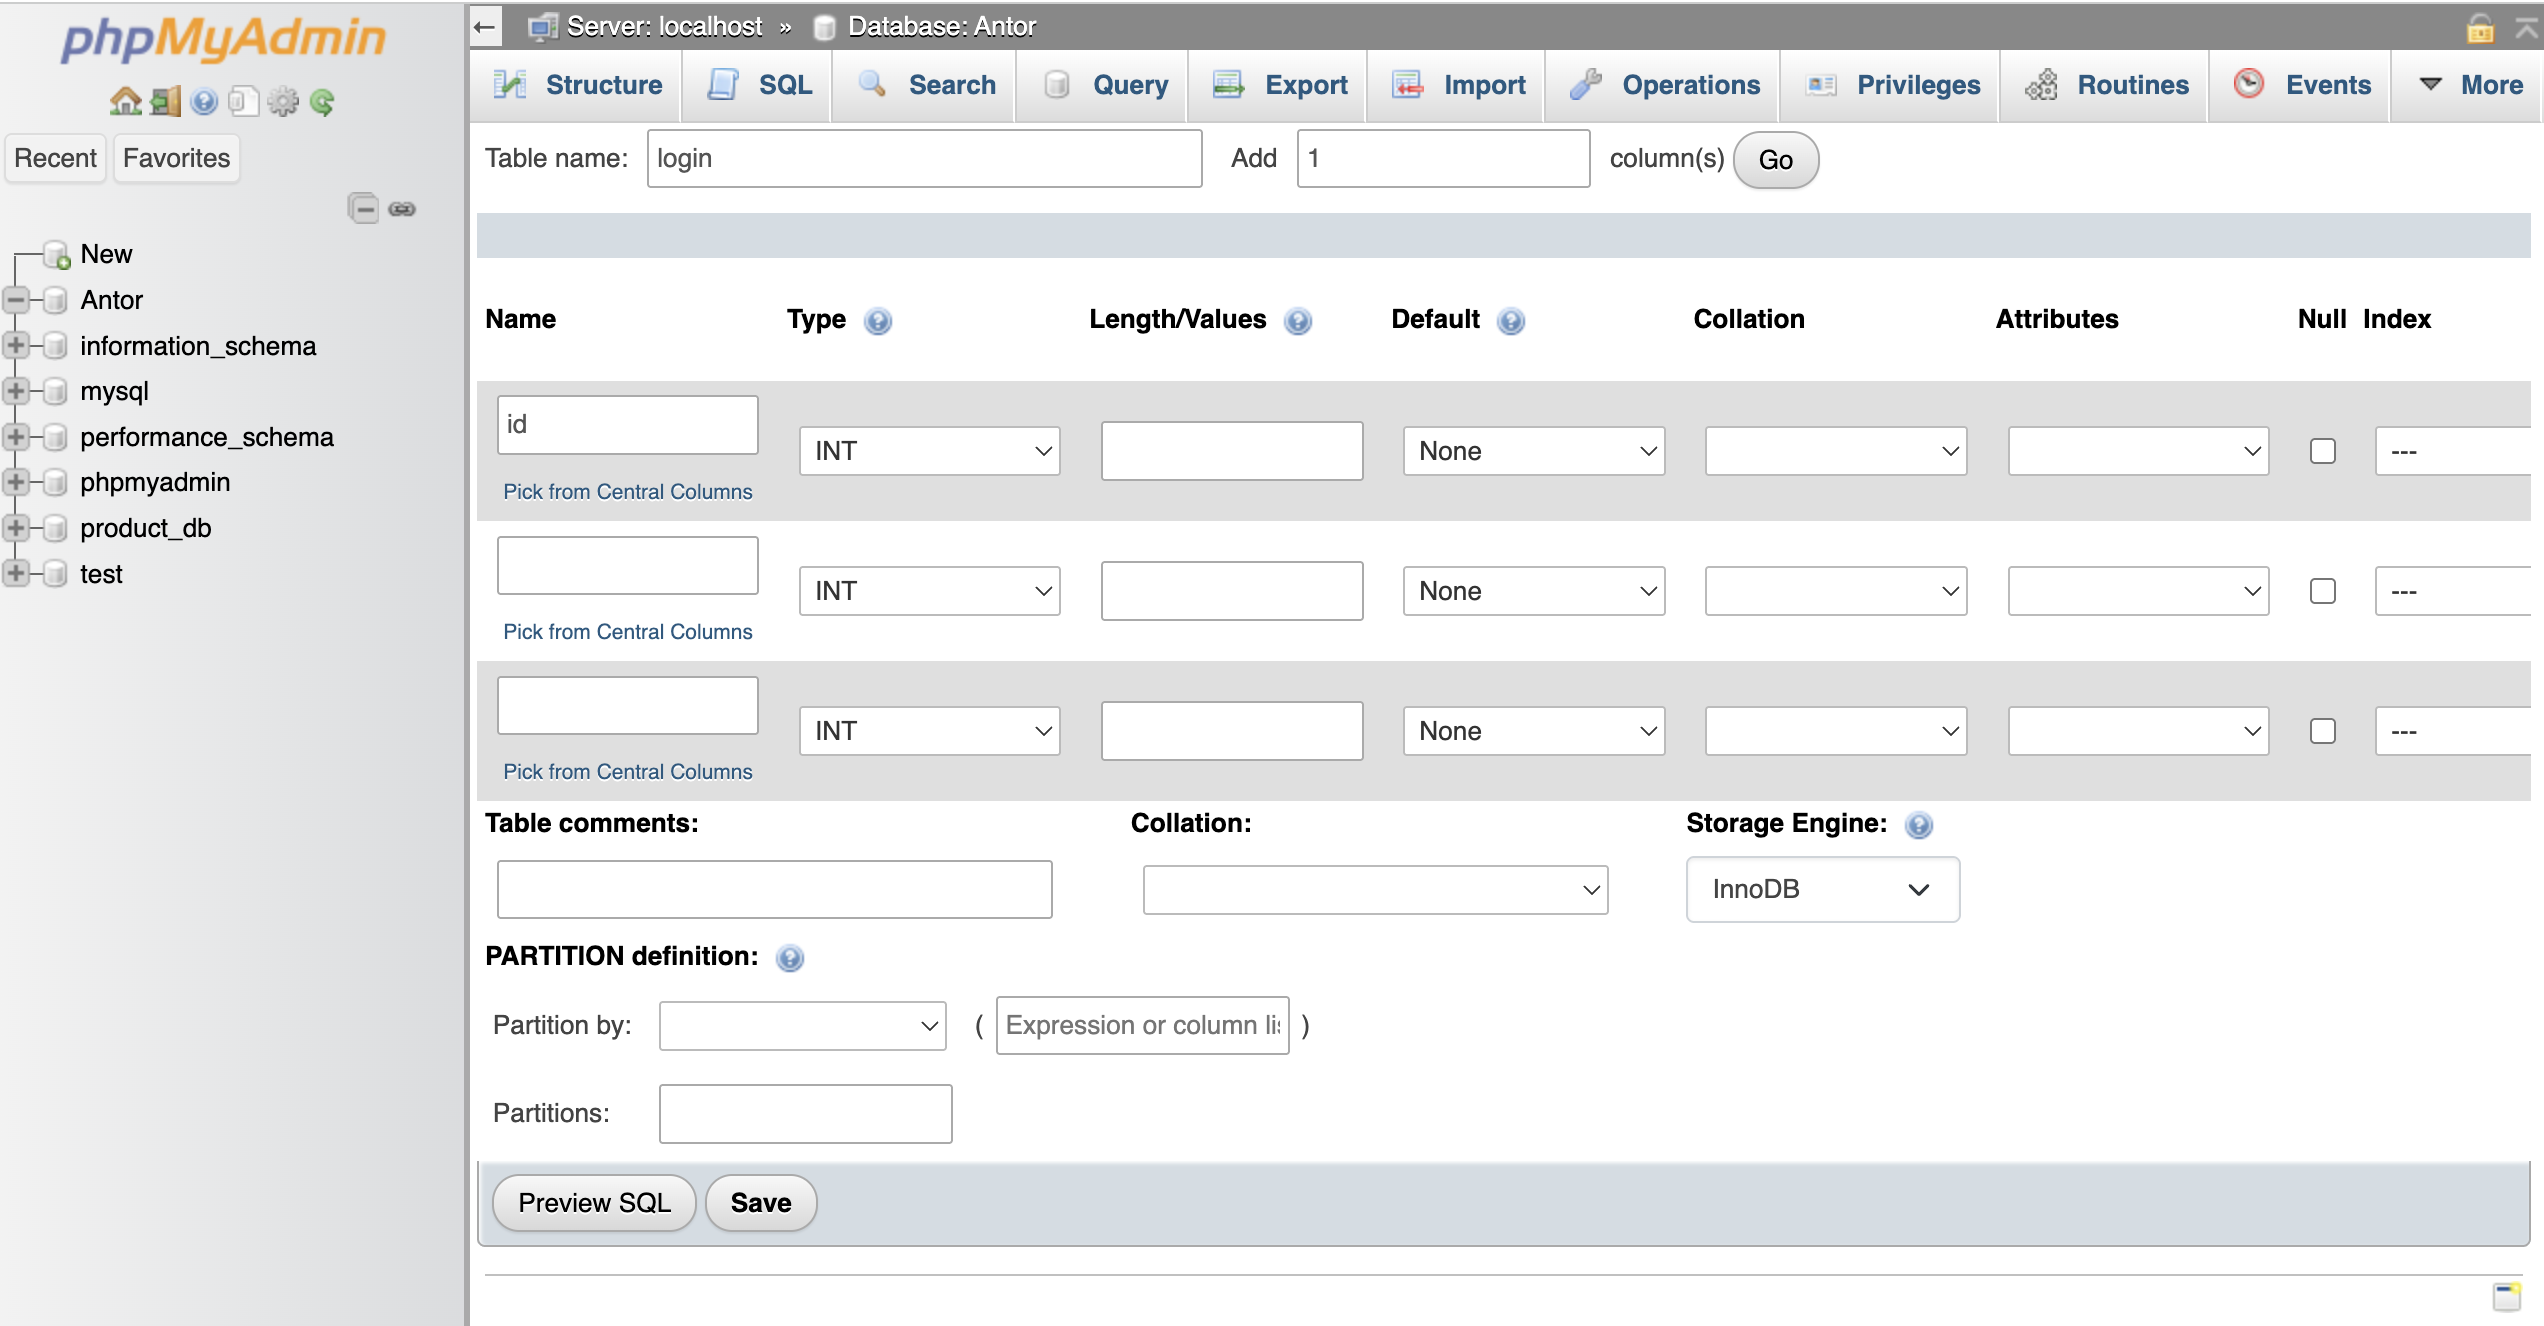 phpMyAdmin
Recent Favorites
New
Antor
information_schema
mysql
performance_schema
phpmyadmin
product_db
test
Server: localhost » Database: Antor
Structure SQL Search Query Export Import Operations Privileges Routines Events More
Table name: login Add 1 column(s) Go
Name Type Length/Values Default Collation Attributes Null Index
id INT None ---
Pick from Central Columns
INT None ---
Pick from Central Columns
INT None ---
Pick from Central Columns
Table comments: Collation: Storage Engine:
InnoDB
PARTITION definition:
Partition by: ( Expression or column lis )
Partitions:
Preview SQL Save